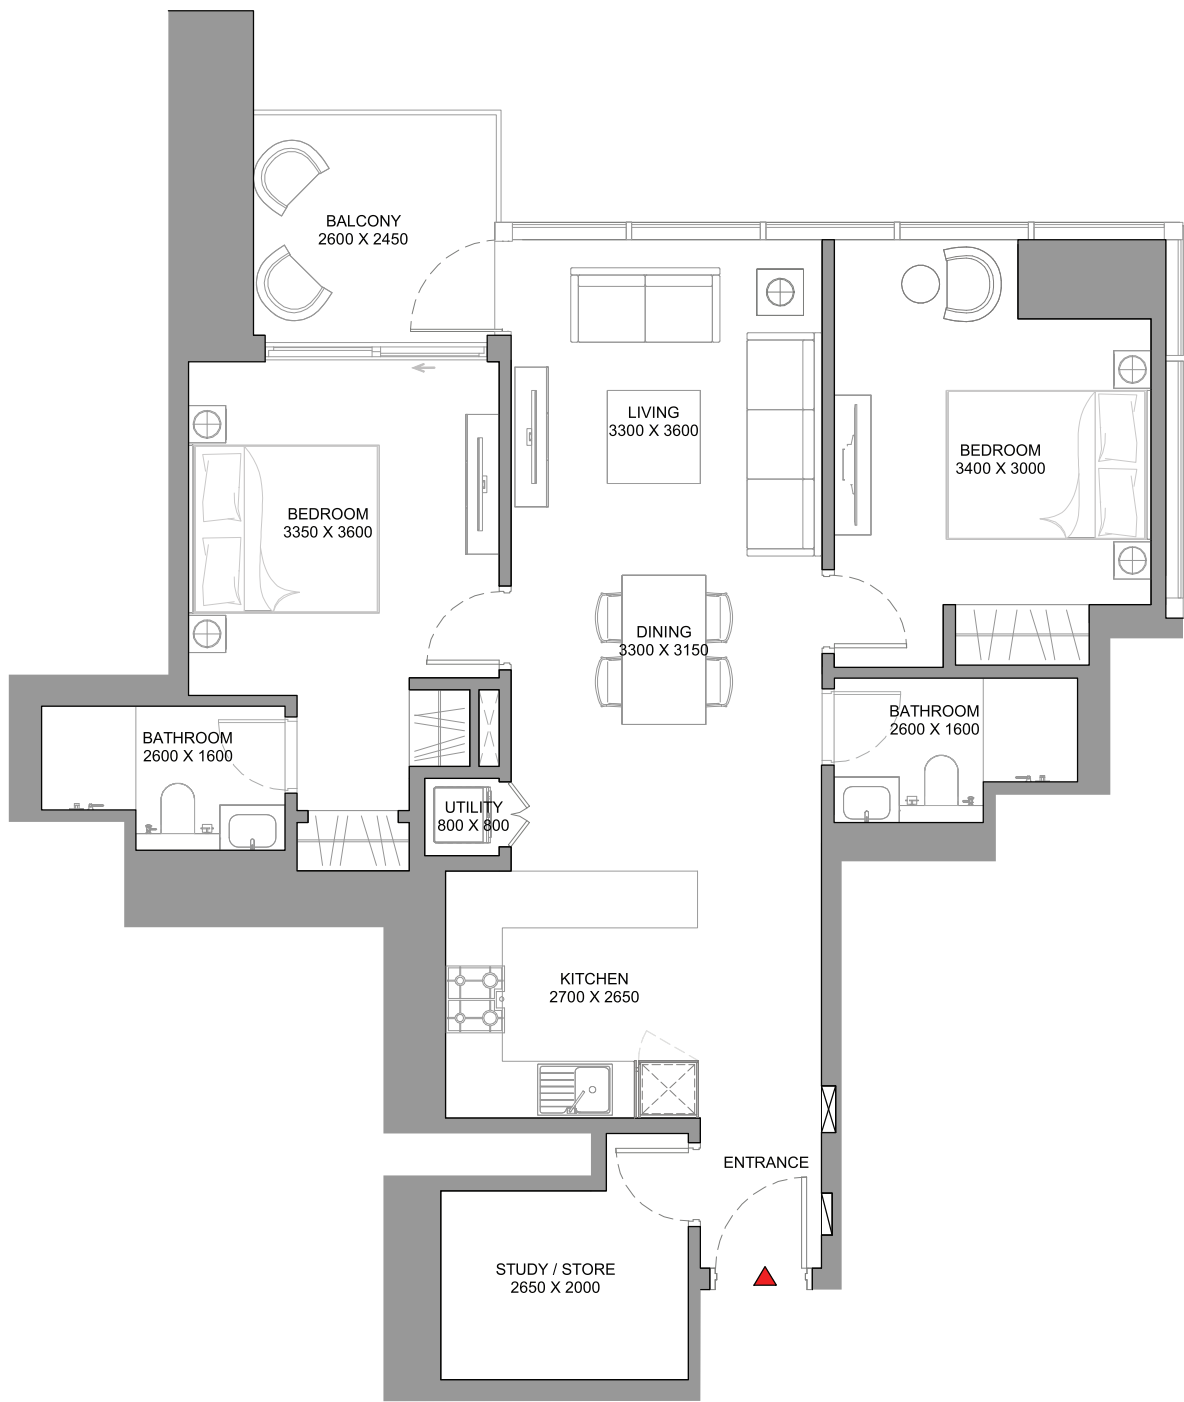 BALCONY
2600 X 2450
LIVING
3300 X 3600
BEDROOM
3400 X 3000
BEDROOM
3350 X 3600
DINING
3300 X 3150
BATHROOM
2600 X 1600
BATHROOM
2600 X 1600
UTILITY
800 X 800
KITCHEN
2700 X 2650
ENTRANCE
STUDY / STORE
2650 X 2000